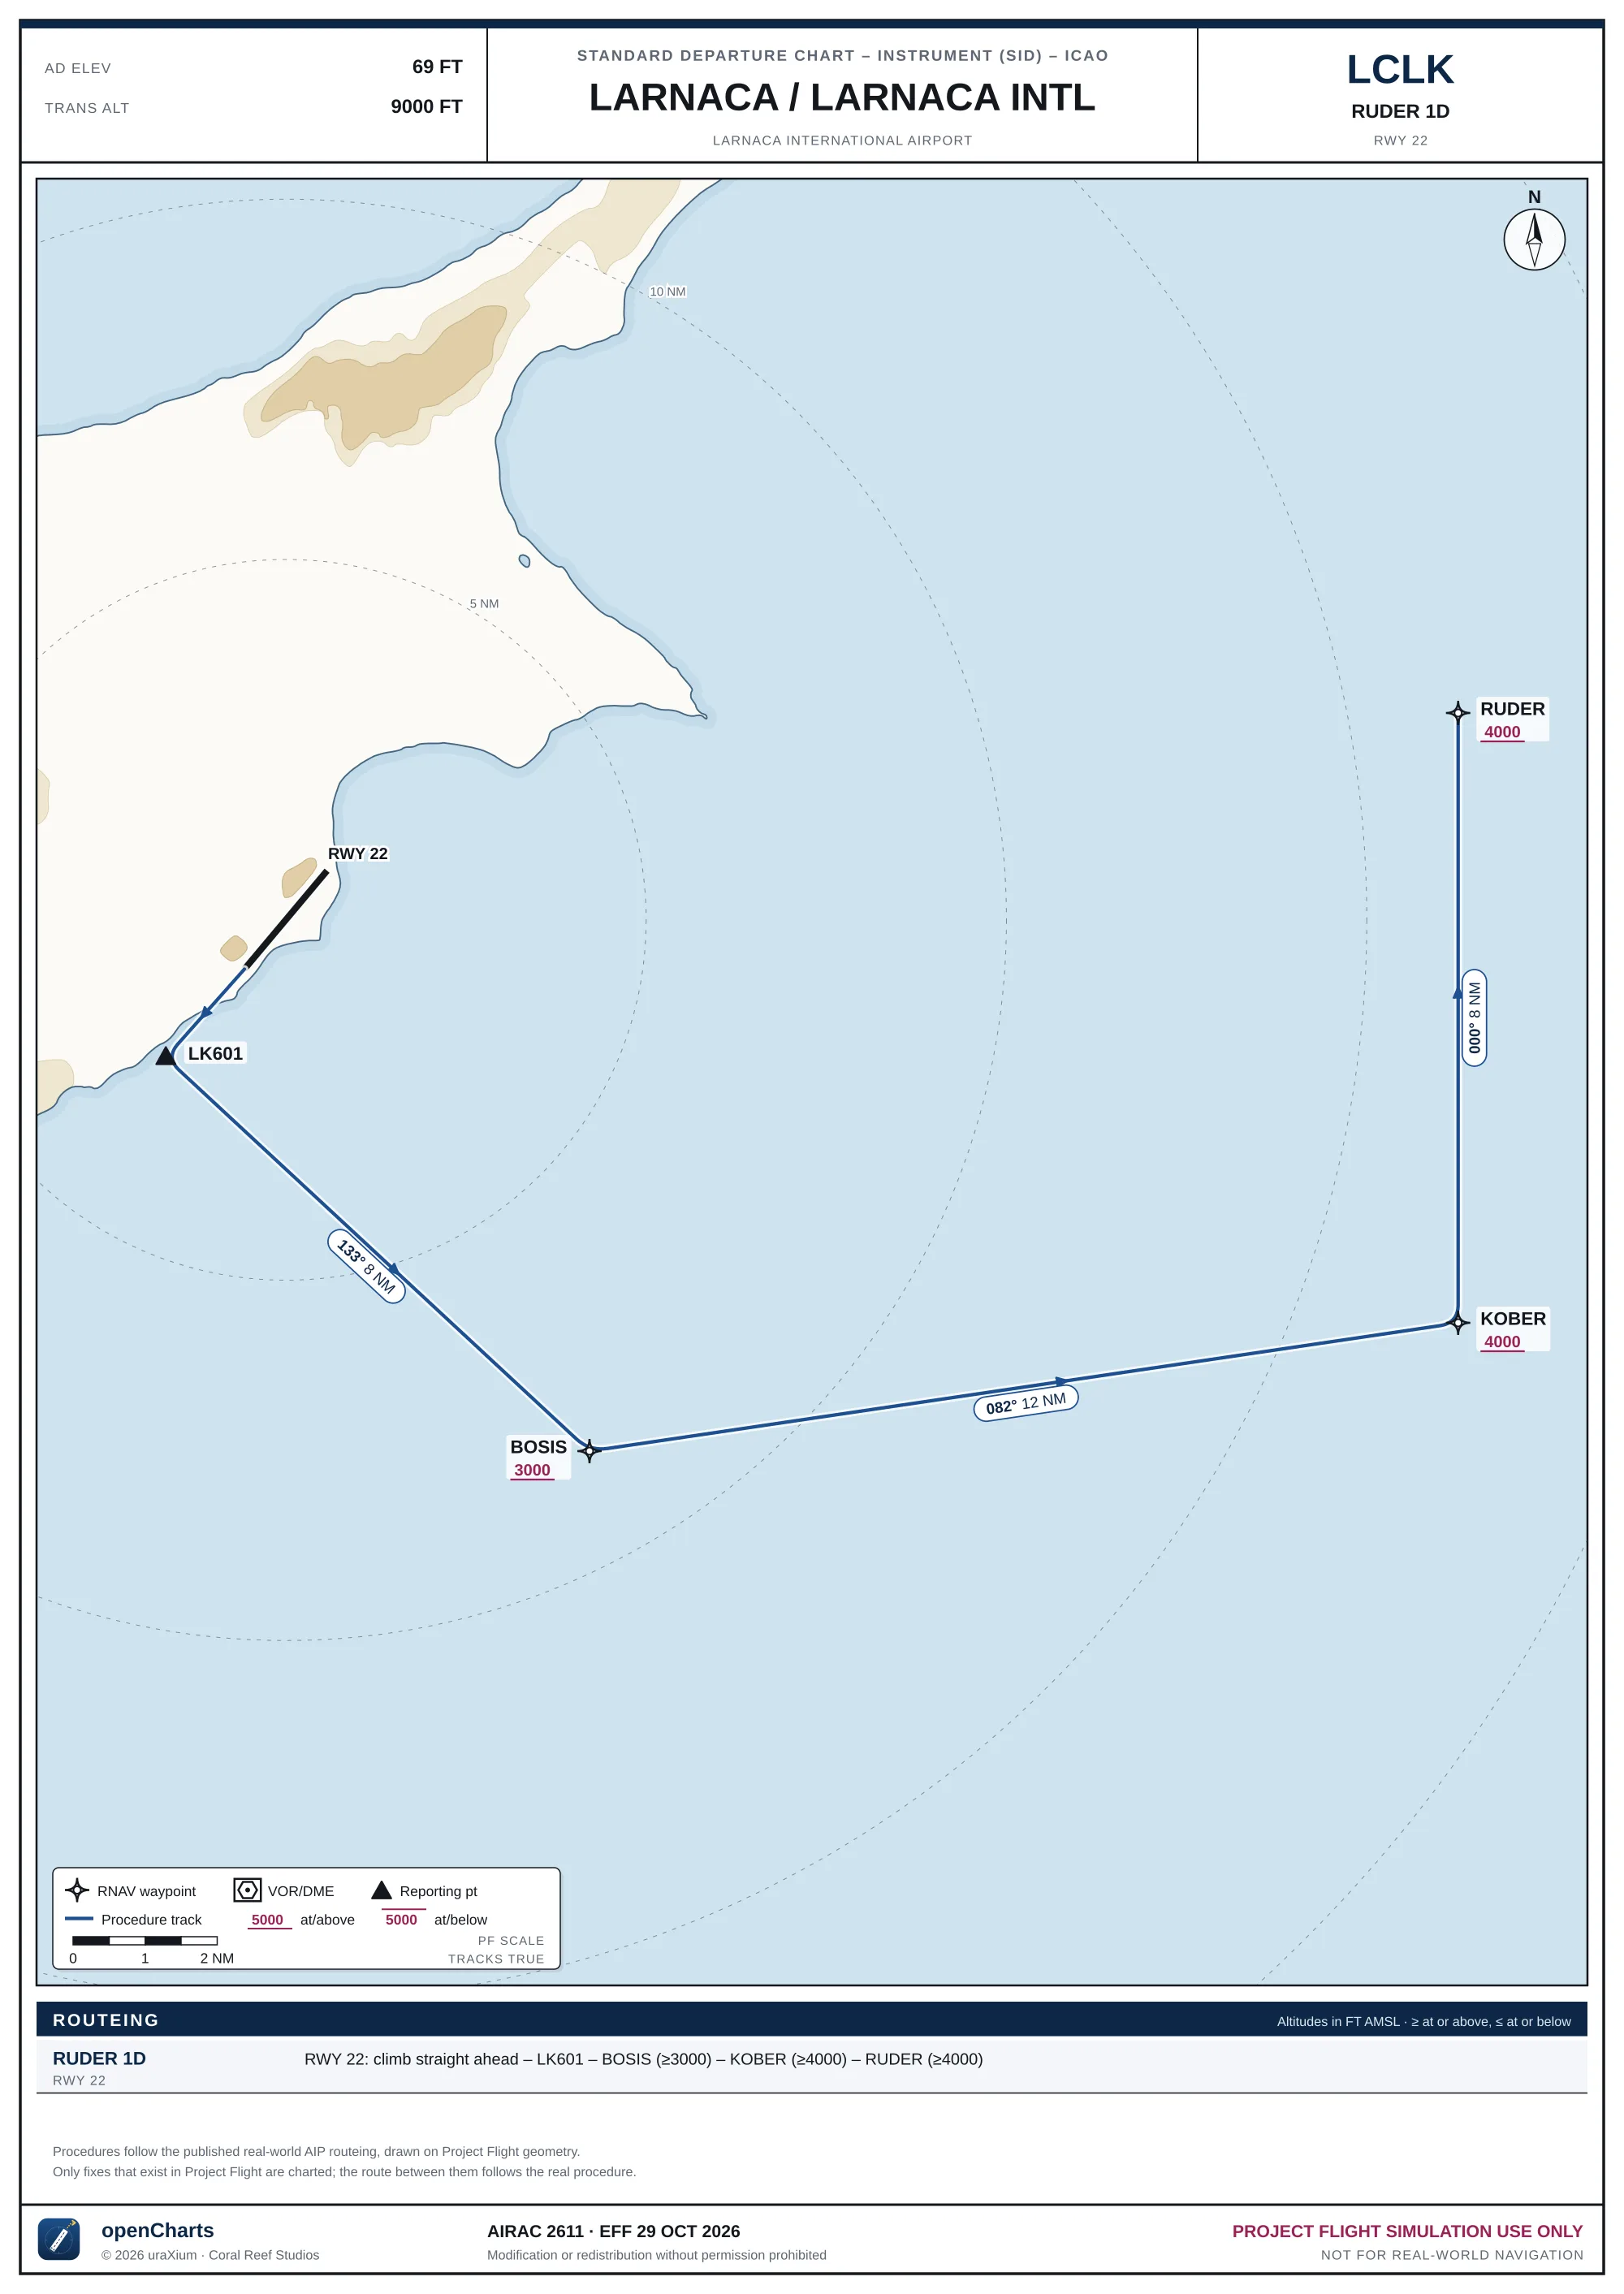 AD ELEV 69 FT
TRANS ALT 9000 FT
STANDARD DEPARTURE CHART – INSTRUMENT (SID) – ICAO
LARNACA / LARNACA INTL
LARNACA INTERNATIONAL AIRPORT
LCLK
RUDER 1D
RWY 22
N
10 NM
5 NM
RUDER
4000
RWY 22
000° 8 NM
LK601
133° 8 NM
KOBER
4000
082° 12 NM
BOSIS
3000
RNAV waypoint VOR/DME Reporting pt
Procedure track 5000 at/above 5000 at/below
PF SCALE
0 1 2 NM TRACKS TRUE
ROUTEING Altitudes in FT AMSL · ≥ at or above, ≤ at or below
RUDER 1D RWY 22: climb straight ahead – LK601 – BOSIS (≥3000) – KOBER (≥4000) – RUDER (≥4000)
RWY 22
Procedures follow the published real-world AIP routeing, drawn on Project Flight geometry.
Only fixes that exist in Project Flight are charted; the route between them follows the real procedure.
openCharts AIRAC 2611 · EFF 29 OCT 2026 PROJECT FLIGHT SIMULATION USE ONLY
© 2026 uraXium · Coral Reef Studios Modification or redistribution without permission prohibited NOT FOR REAL-WORLD NAVIGATION